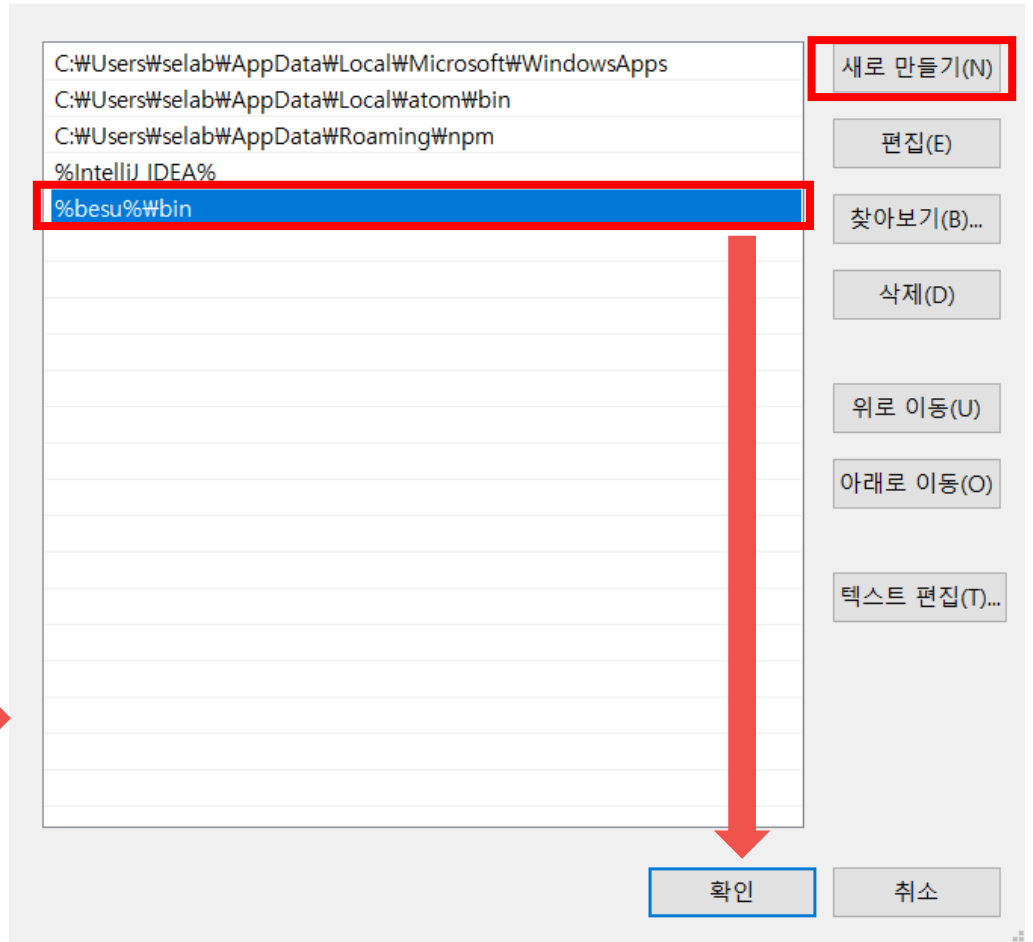 C:₩Users₩selab₩AppData₩Local₩Microsoft₩WindowsApps
C:₩Users₩selab₩AppData₩Local₩atom₩bin
C:₩Users₩selab₩AppData₩Roaming₩npm
%IntelliJ IDEA%
%besu%₩bin
새로 만들기(N)
편집(E)
찾아보기(B)...
삭제(D)
위로 이동(U)
아래로 이동(O)
텍스트 편집(T)...
확인
취소